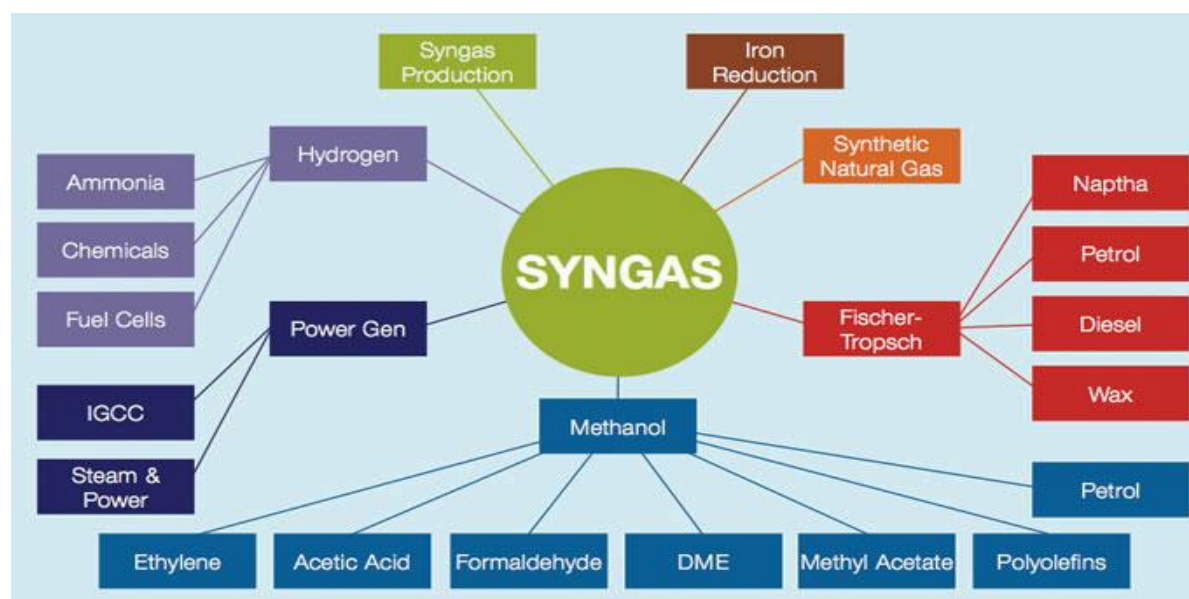 Syngas
Production
Iron
Reduction
Hydrogen
Synthetic
Natural Gas
Ammonia
Naptha
Chemicals
Petrol
SYNGAS
Fuel Cells
Power Gen
Fischer-
Tropsch
Diesel
IGCC
Wax
Methanol
Steam &
Power
Petrol
Ethylene
Acetic Acid
Formaldehyde
DME
Methyl Acetate
Polyolefins